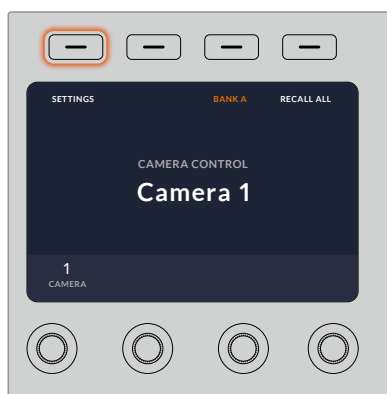 SETTINGS BANK A RECALL ALL
CAMERA CONTROL
Camera 1
1
CAMERA